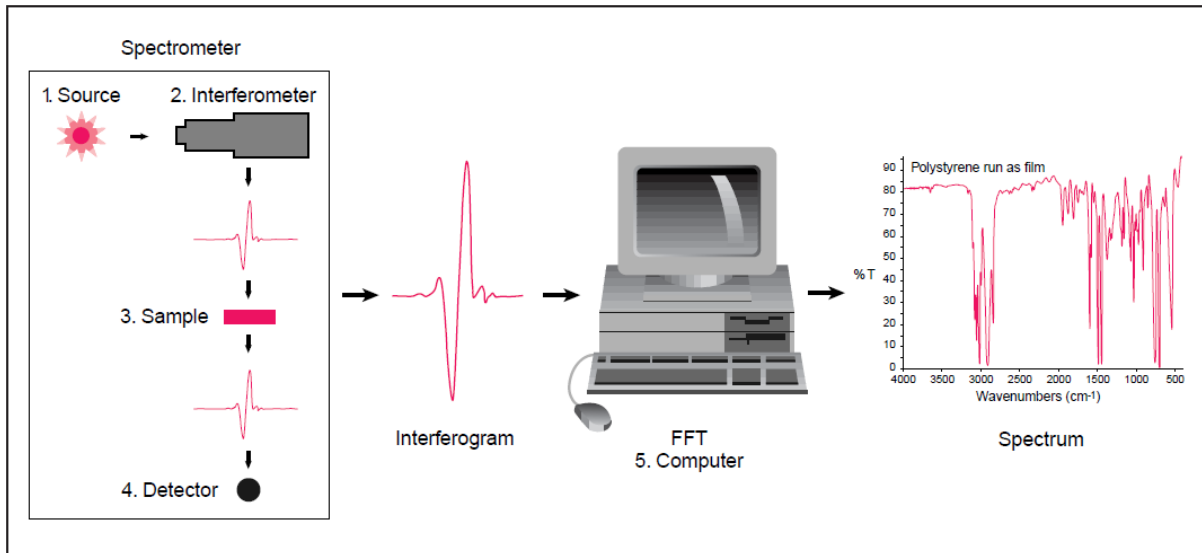 Spectrometer
1. Source
2. Interferometer
3. Sample
4. Detector
Interferogram
FFT
5. Computer
Polystyrene run as film
90
80
70
60
50
%T
40
30
20
10
0
4000 3500 3000 2500 2000 1500 1000 500
Wavenumbers (cm-1)
Spectrum